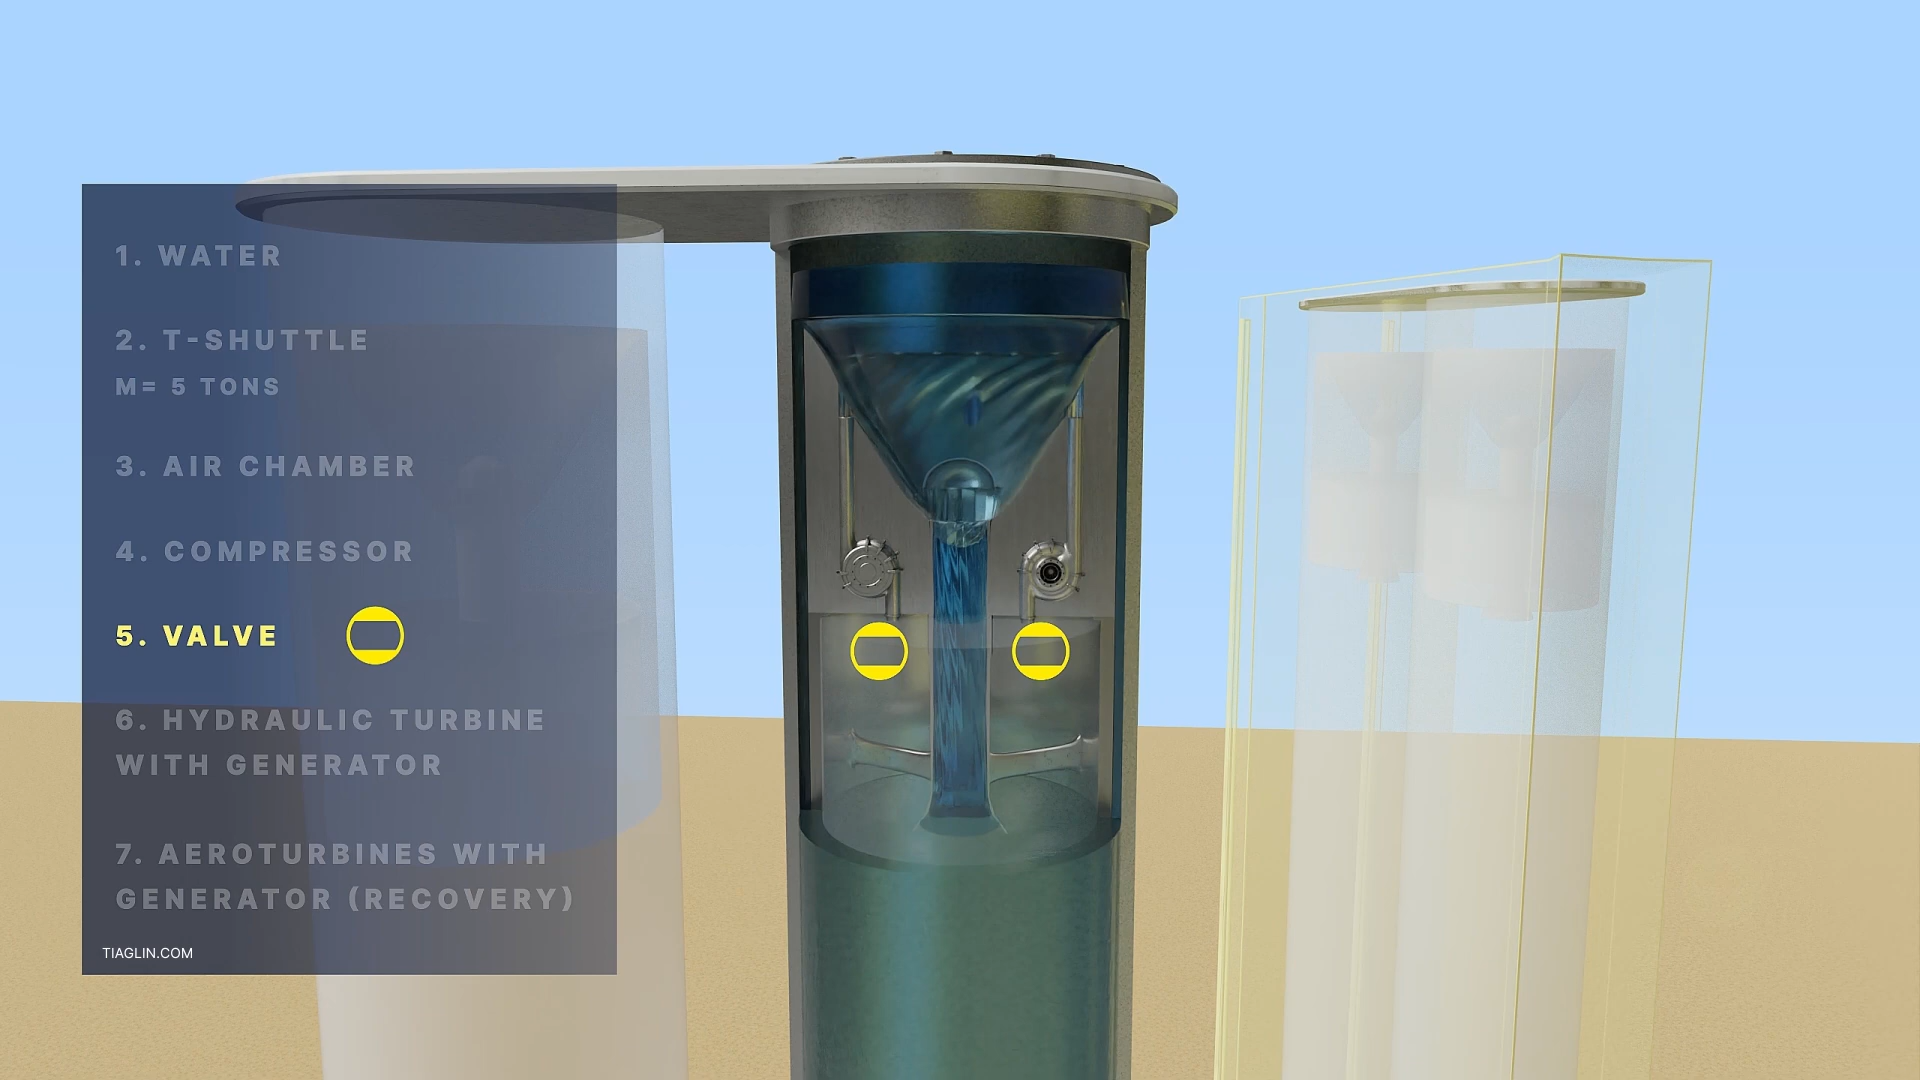 1. WATER
2. T-SHUTTLE
M= 5 TONS
3. AIR CHAMBER
4. COMPRESSOR
5. VALVE
6. HYDRAULIC TURBINE
WITH GENERATOR
7. AEROTURBINES WITH
GENERATOR (RECOVERY)
TIAGLIN.COM